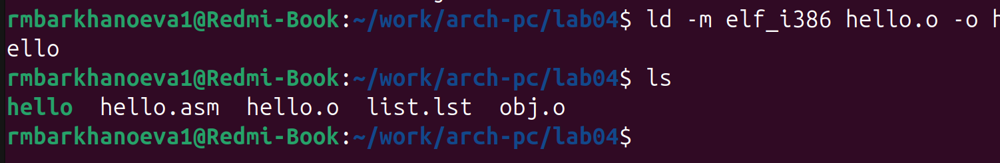 rmbarkhanoeva1@Redmi-Book:~/work/arch-pc/lab04$ ld -m elf_i386 hello.o -o h
ello
rmbarkhanoeva1@Redmi-Book:~/work/arch-pc/lab04$ ls
hello  hello.asm  hello.o  list.lst  obj.o
rmbarkhanoeva1@Redmi-Book:~/work/arch-pc/lab04$